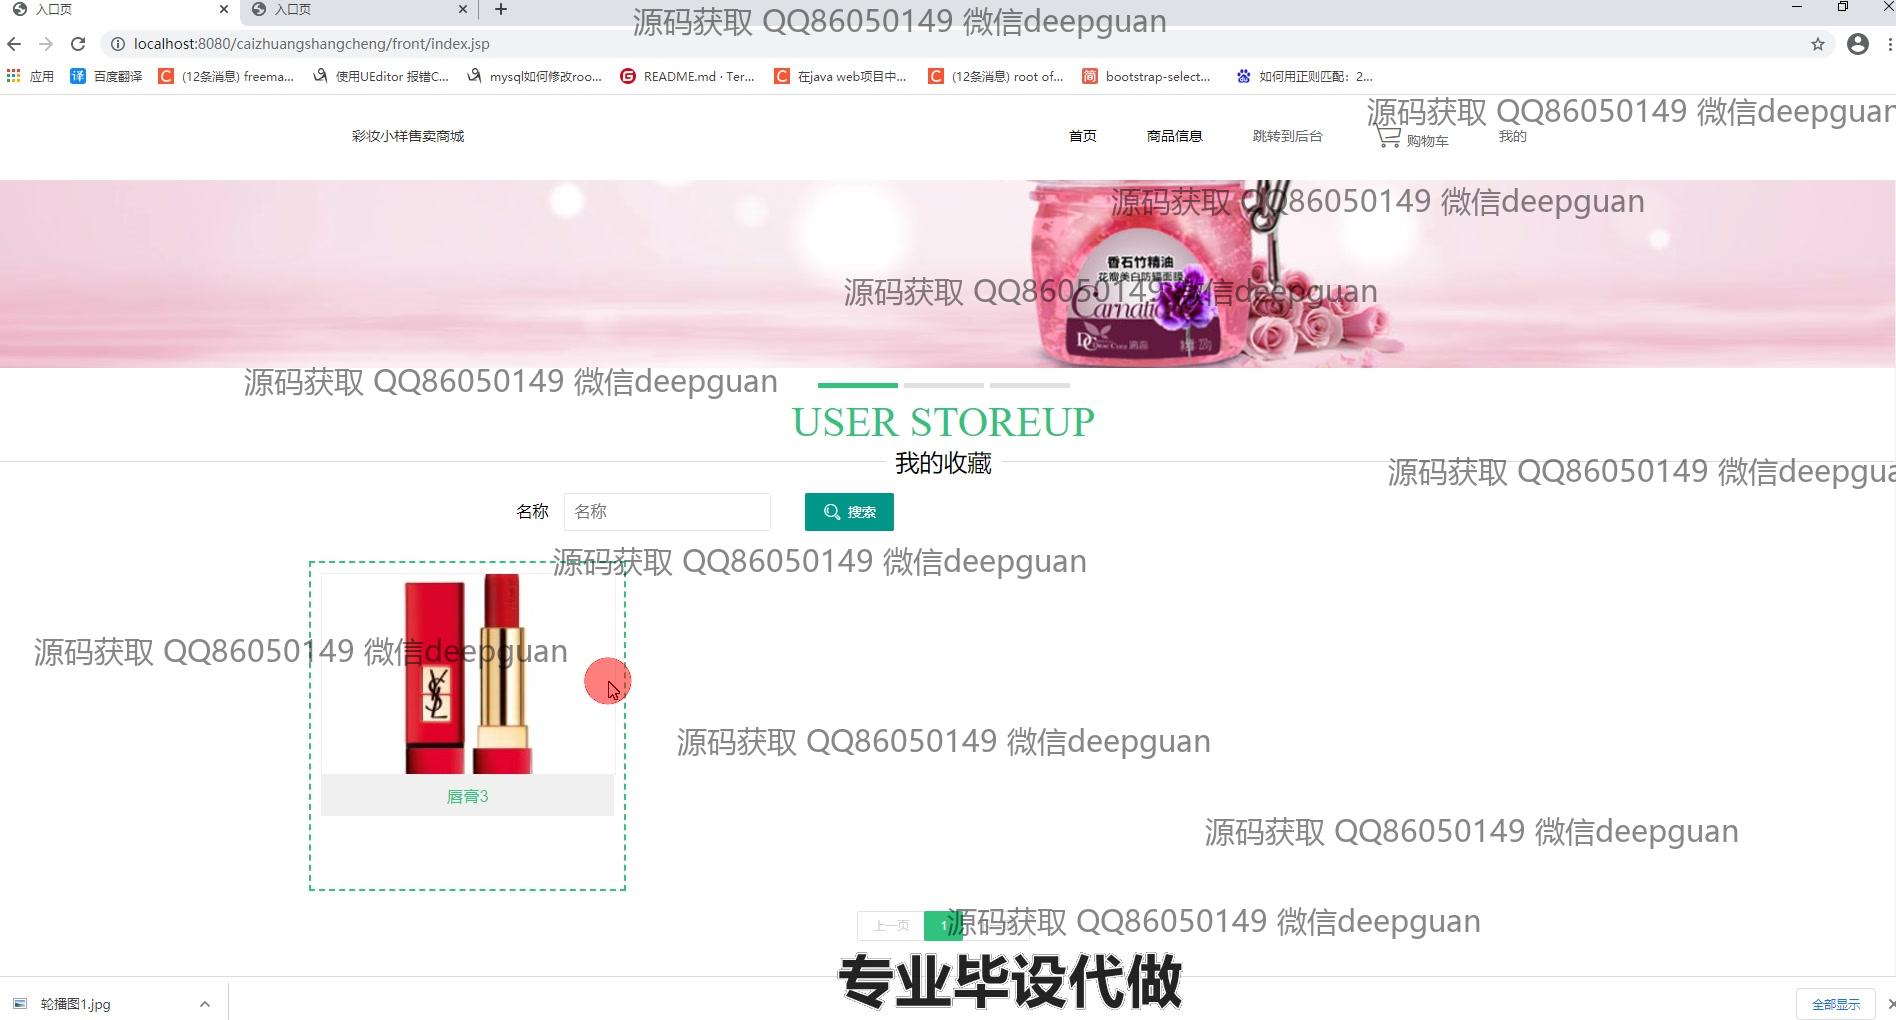 入口页
入口页
源码获取 QQ86050149 微信deepguan
localhost:8080/caizhuangshangcheng/front/index.jsp
应用
百度翻译
(12条消息) freema...
使用UEditor 报错C...
mysql如何修改roo...
README.md · Ter...
在java web项目中...
(12条消息) root of...
bootstrap-select...
如何用正则匹配：2...
源码获取 QQ86050149 微信deepguan
彩妆小样售卖商城
首页
商品信息
跳转到后台
购物车
我的
源码获取 QQ86050149 微信deepguan
香石竹精油
花瓣美白防辐面膜
源码获取 QQ86050149 微信deepguan
DC
源码获取 QQ86050149 微信deepguan
USER STOREUP
我的收藏
源码获取 QQ86050149 微信deepgua
名称
名称
搜索
源码获取 QQ86050149 微信deepguan
源码获取 QQ86050149 微信deepguan
YSL
源码获取 QQ86050149 微信deepguan
唇膏3
源码获取 QQ86050149 微信deepguan
上一页
1
源码获取 QQ86050149 微信deepguan
专业毕设代做
轮播图1.jpg
全部显示